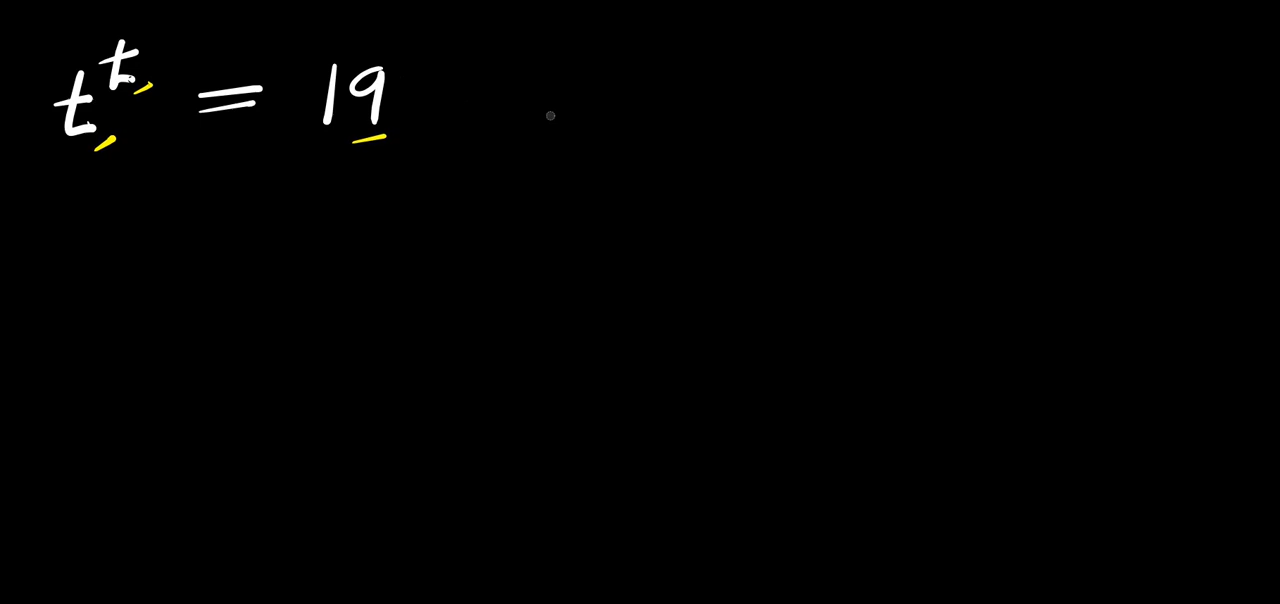 t^t = 19